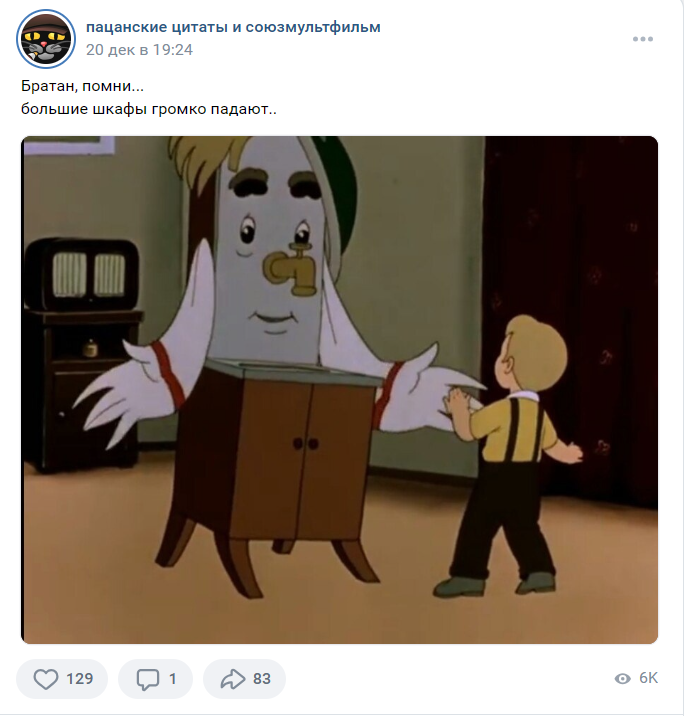 пацанские цитаты и союзмультфильм
20 дек в 19:24
Братан, помни...
большие шкафы громко падают..
129
1
83
6K